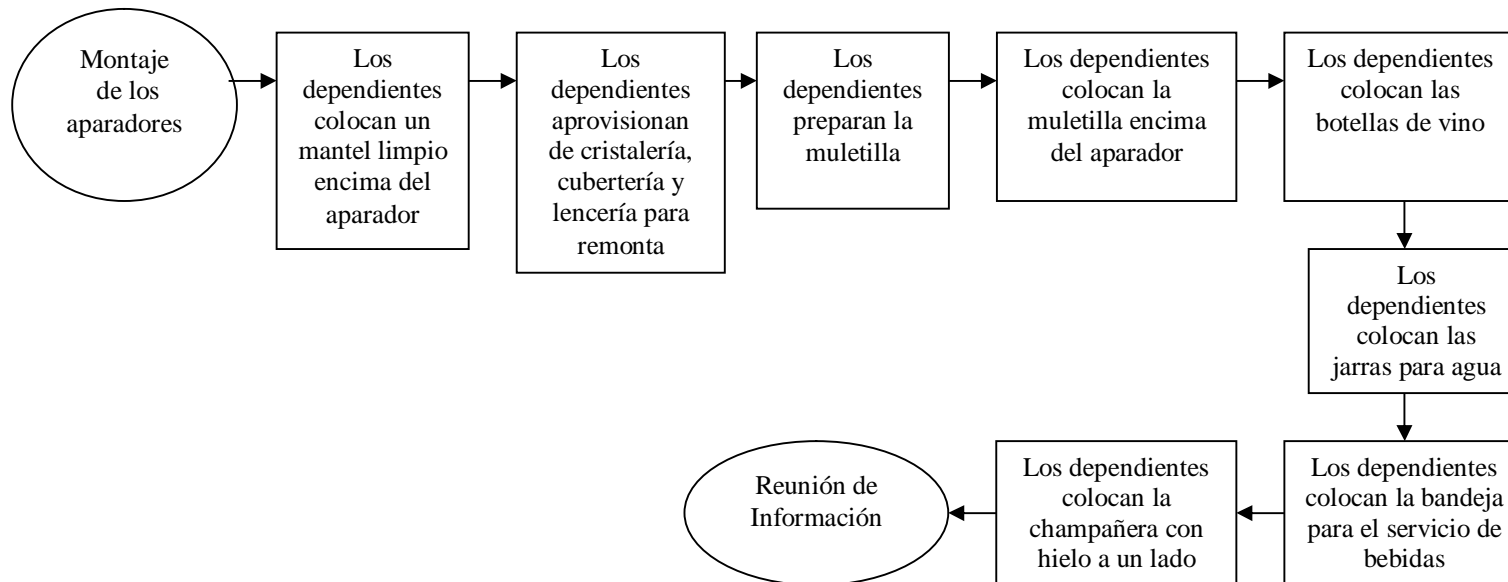 Montaje
de los
aparadores
Los
dependientes
colocan un
mantel limpio
encima del
aparador
Los
dependientes
aprovisionan
de cristalería,
cubertería y
lencería para
remonta
Los
dependientes
preparan la
muletilla
Los dependientes
colocan la
muletilla encima
del aparador
Los dependientes
colocan las
botellas de vino
Los
dependientes
colocan las
jarras para agua
Los dependientes
colocan la bandeja
para el servicio de
bebidas
Los dependientes
colocan la
champañera con
hielo a un lado
Reunión de
Información